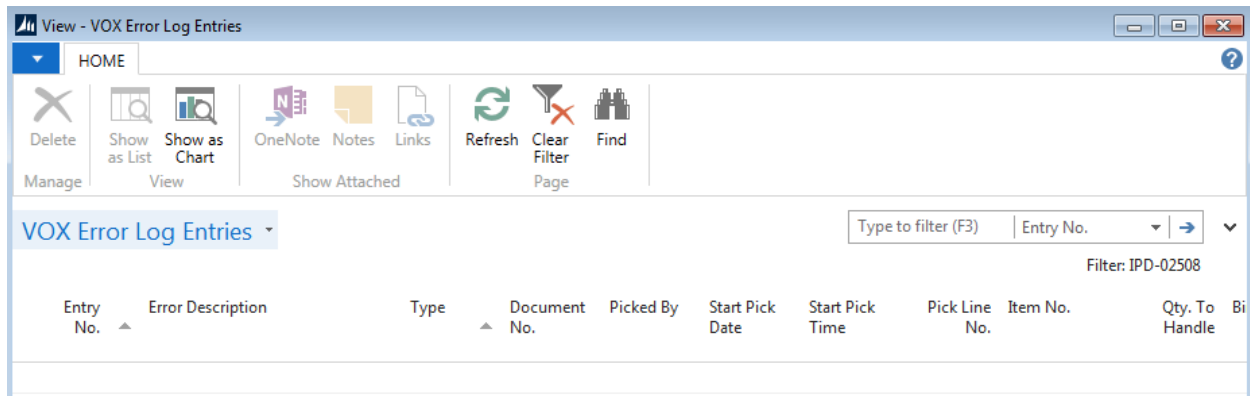 View - VOX Error Log Entries
HOME
Delete
Show as List
Show as Chart
OneNote
Notes
Links
Refresh
Clear Filter
Find
Manage
View
Show Attached
Page
VOX Error Log Entries
Type to filter (F3)
Entry No.
Filter: IPD-02508
Entry No.
Error Description
Type
Document No.
Picked By
Start Pick Date
Start Pick Time
Pick Line No.
Item No.
Qty. To Handle
Bi